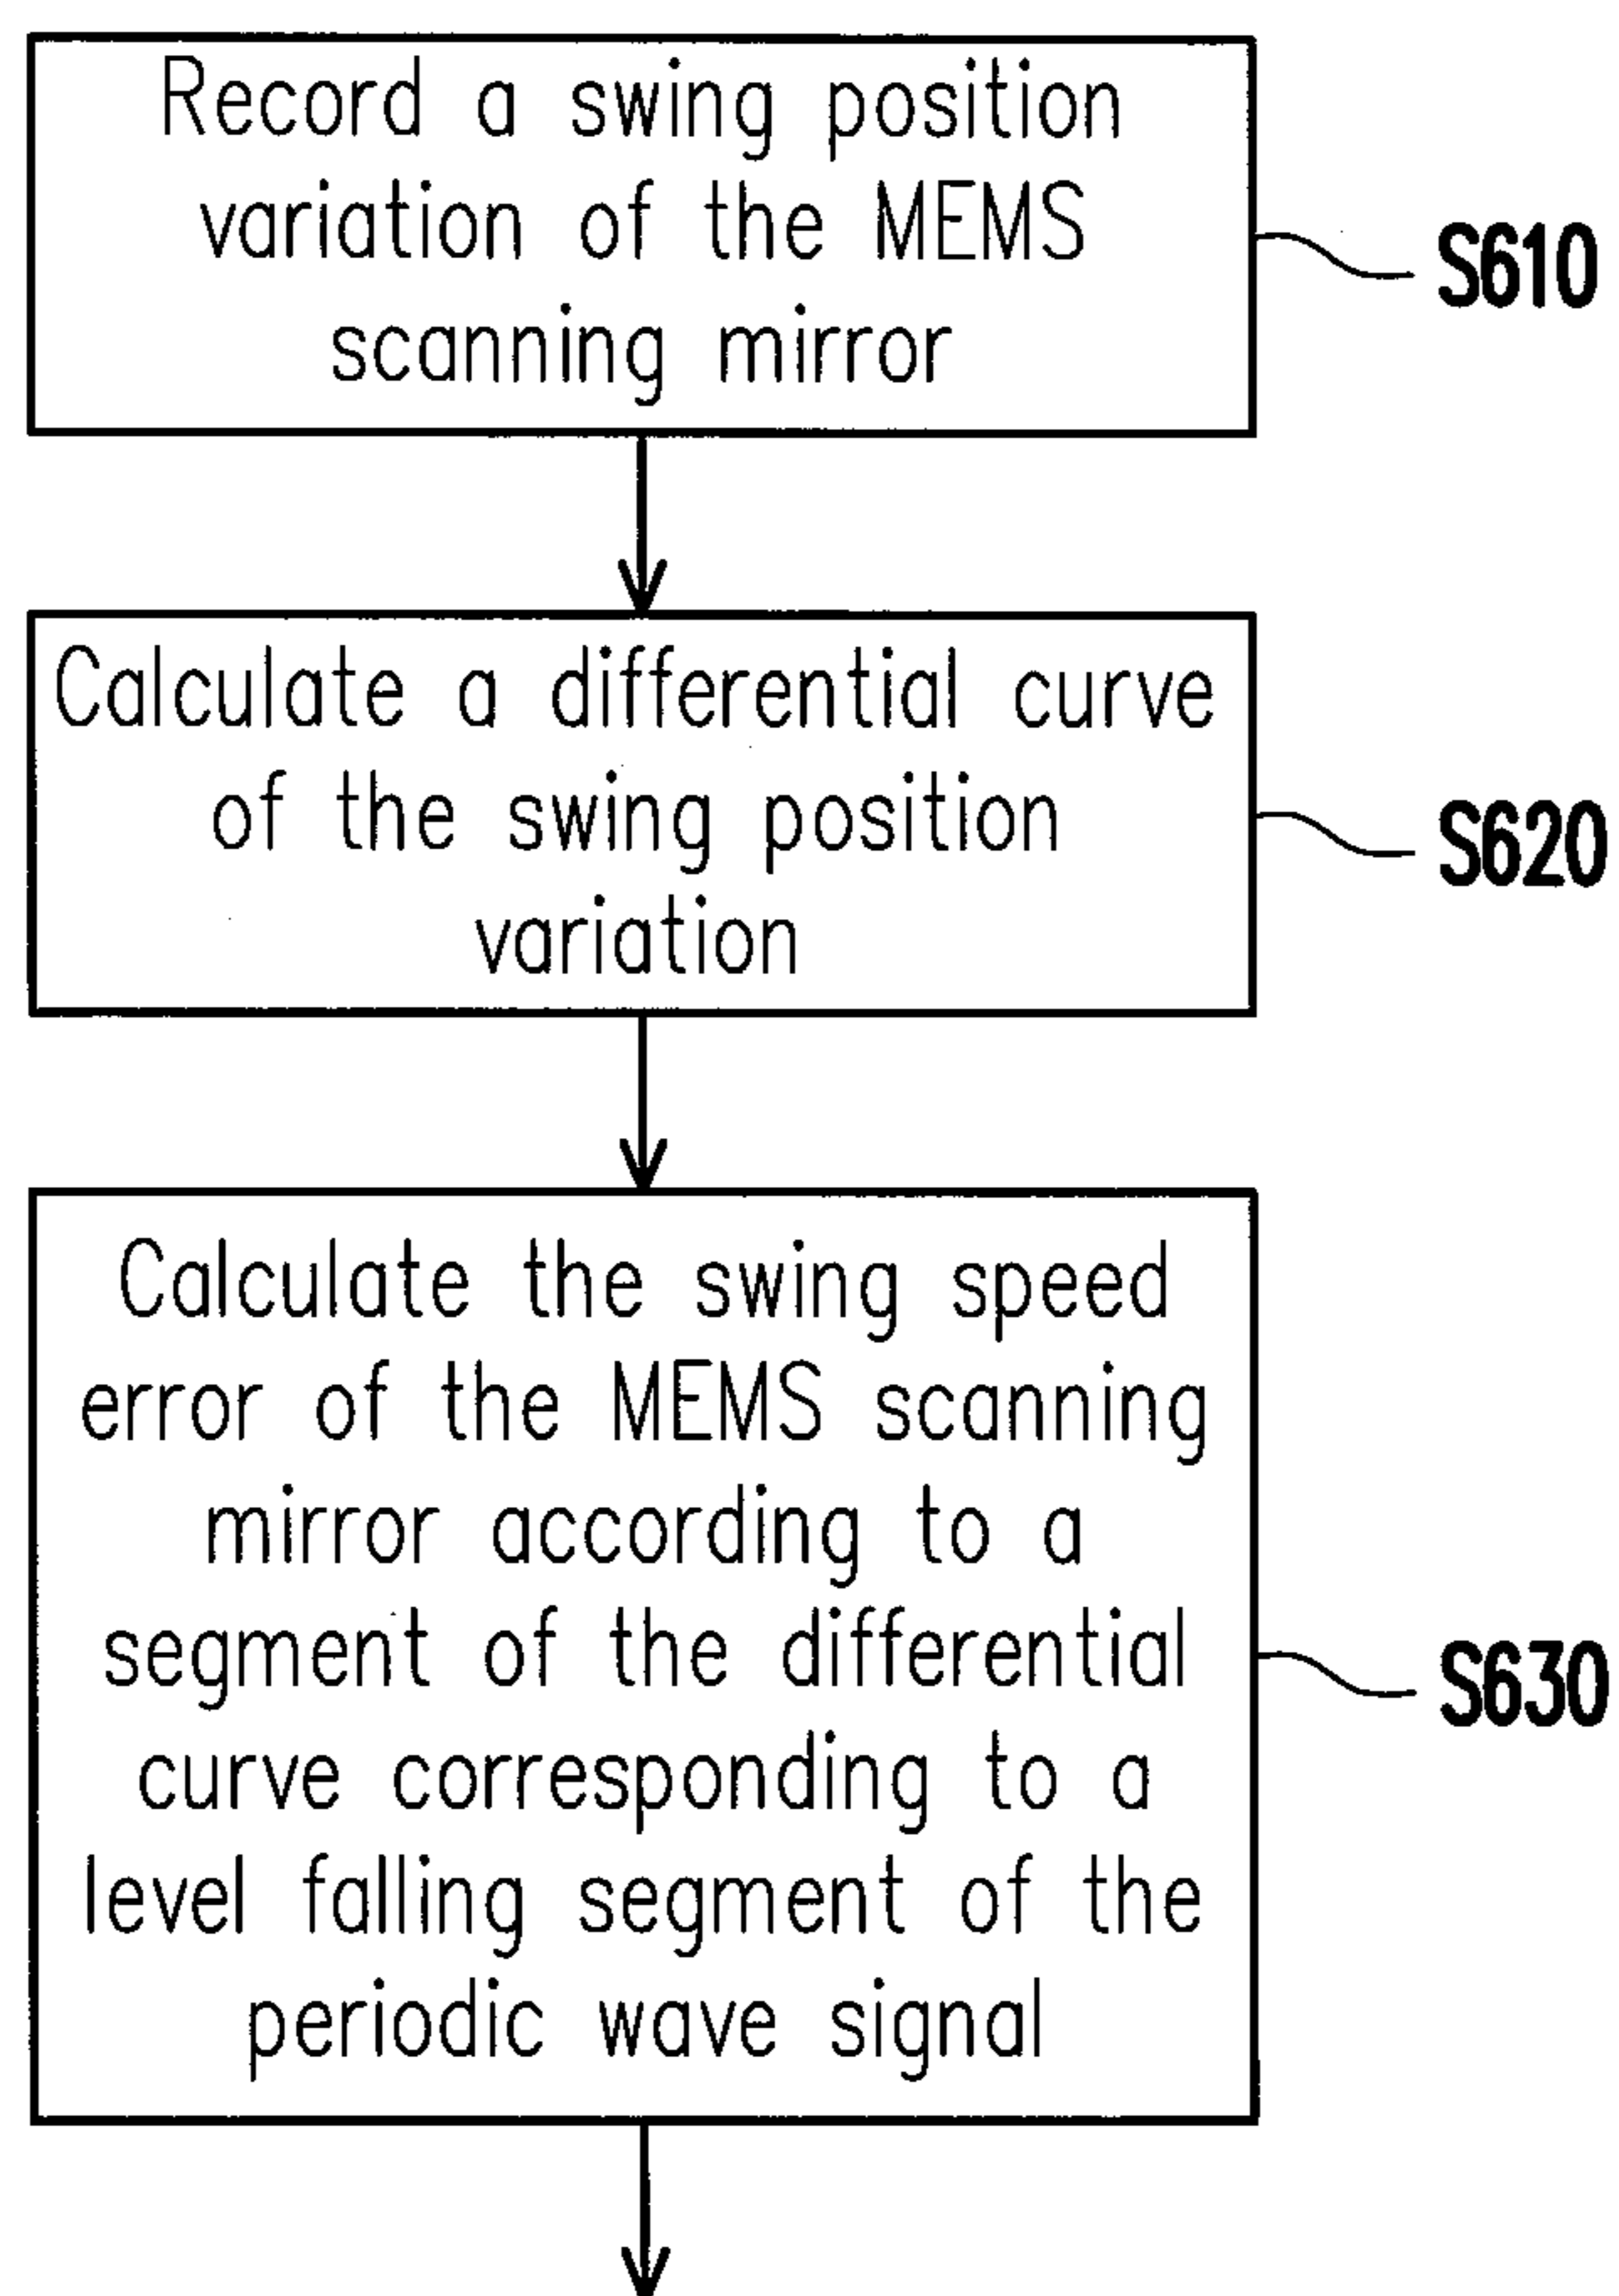 Record a swing position
variation of the MEMS
scanning mirror
S610
Calculate a differential curve
of the swing position
variation
S620
Calculate the swing speed
error of the MEMS scanning
mirror according to a
segment of the differential
curve corresponding to a
level falling segment of the
periodic wave signal
S630